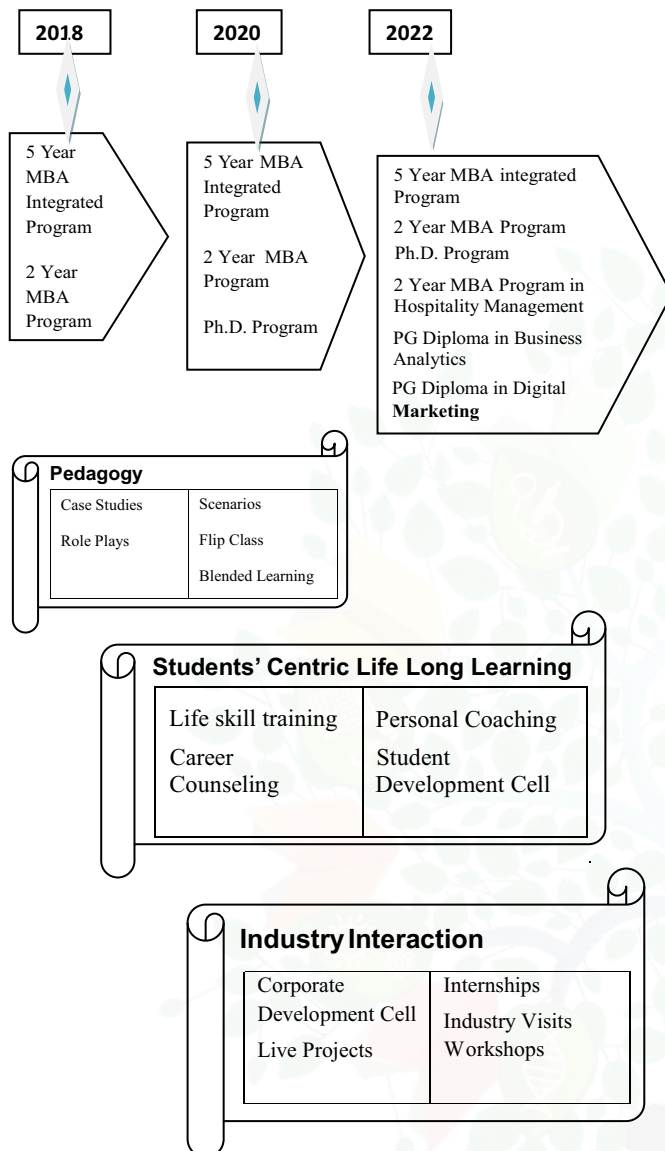 2018
2020
2022
5 Year
MBA
Integrated
Program
2 Year
MBA
Program
5 Year MBA
Integrated
Program
2 Year MBA
Program
Ph.D. Program
5 Year MBA integrated
Program
2 Year MBA Program
Ph.D. Program
2 Year MBA Program in
Hospitality Management
PG Diploma in Business
Analytics
PG Diploma in Digital
Marketing
Pedagogy
Case Studies
Role Plays
Scenarios
Flip Class
Blended Learning
Students’ Centric Life Long Learning
Life skill training
Career
Counseling
Personal Coaching
Student
Development Cell
Industry Interaction
Corporate
Development Cell
Live Projects
Internships
Industry Visits
Workshops